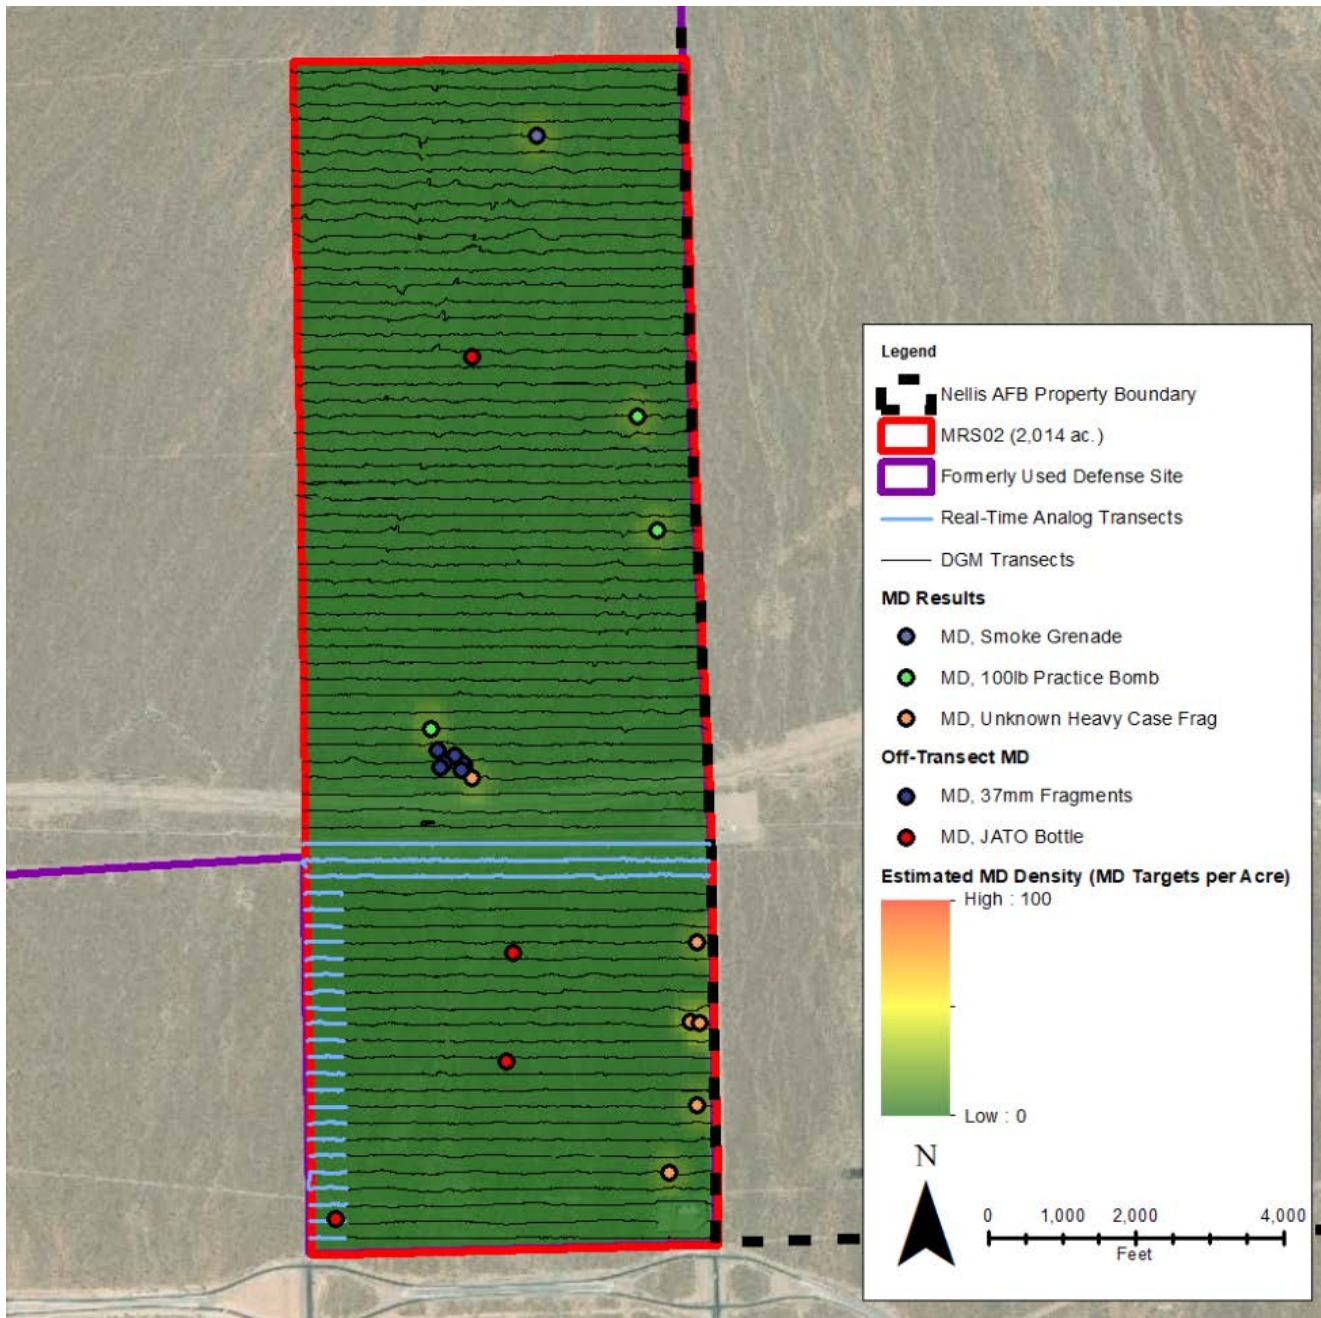 Legend
Nellis AFB Property Boundary
MRS02 (2,014 ac.)
Formerly Used Defense Site
Real-Time Analog Transects
DGM Transects
MD Results
MD, Smoke Grenade
MD, 100lb Practice Bomb
MD, Unknown Heavy Case Frag
Off-Transect MD
MD, 37mm Fragments
MD, JATO Bottle
Estimated MD Density (MD Targets per Acre)
High : 100
Low : 0
N
0 1,000 2,000 4,000
Feet